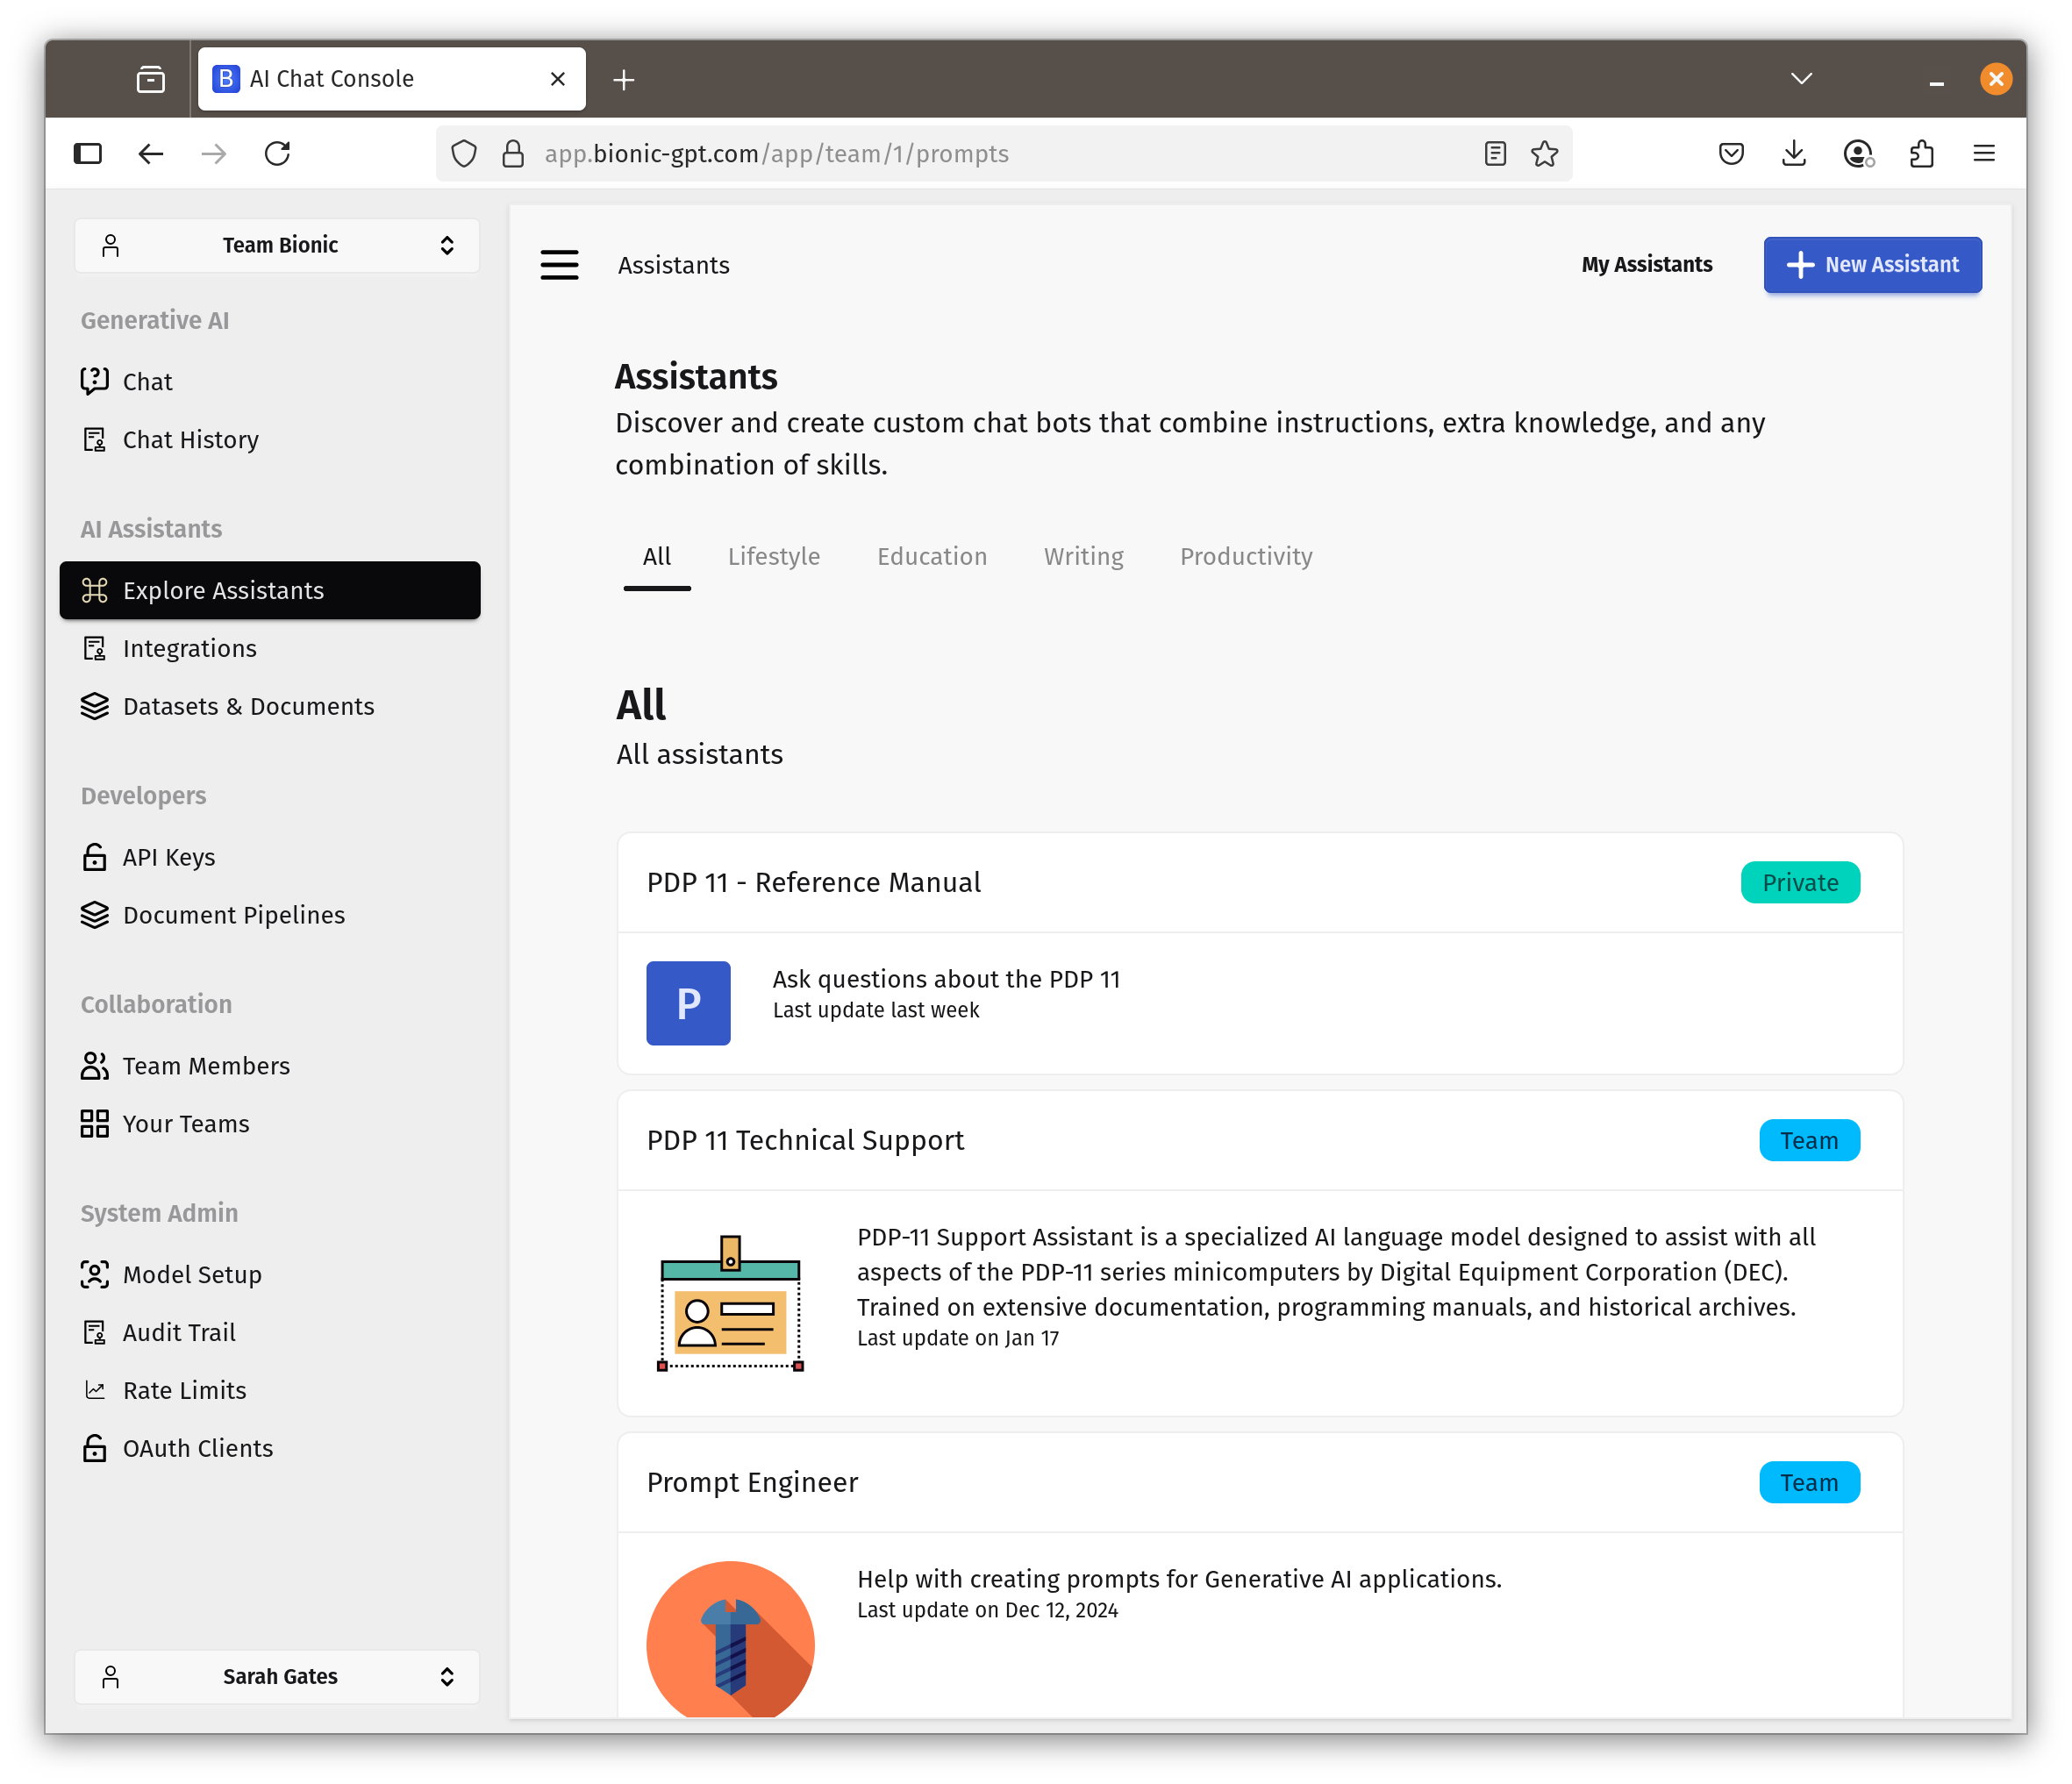 B AI Chat Console
app.bionic-gpt.com/app/team/1/prompts
Team Bionic
Generative AI
Chat
Chat History
AI Assistants
Explore Assistants
Integrations
Datasets & Documents
Developers
API Keys
Document Pipelines
Collaboration
Team Members
Your Teams
System Admin
Model Setup
Audit Trail
Rate Limits
OAuth Clients
Sarah Gates
Assistants
My Assistants
New Assistant
Assistants
Discover and create custom chat bots that combine instructions, extra knowledge, and any
combination of skills.
All Lifestyle Education Writing Productivity
All
All assistants
PDP 11 - Reference Manual
Private
P
Ask questions about the PDP 11
Last update last week
PDP 11 Technical Support
Team
PDP-11 Support Assistant is a specialized AI language model designed to assist with all
aspects of the PDP-11 series minicomputers by Digital Equipment Corporation (DEC).
Trained on extensive documentation, programming manuals, and historical archives.
Last update on Jan 17
Prompt Engineer
Team
Help with creating prompts for Generative AI applications.
Last update on Dec 12, 2024